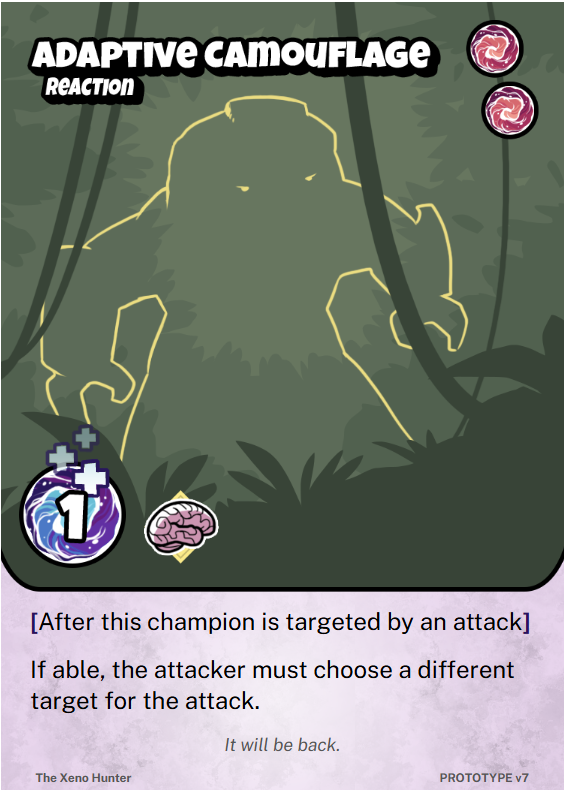 ADAPTIVE CAMOUFLAGE
REACTION
1
[After this champion is targeted by an attack]
If able, the attacker must choose a different
target for the attack.
It will be back.
The Xeno Hunter
PROTOTYPE v7